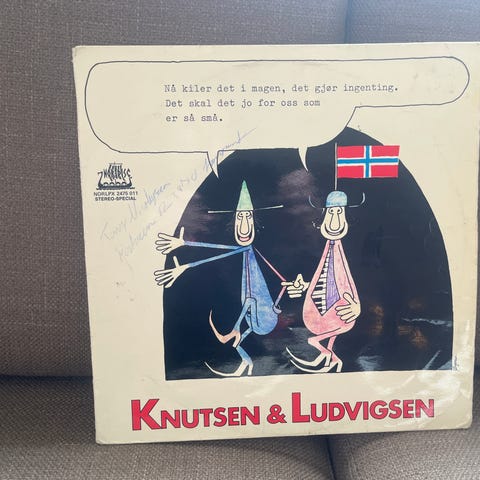 Nå kiler det i magen, det gjør ingenting.
Det skal det jo for oss som
er så små.
NORLPX 2475 011
STEREO-SPECIAL
KNUTSEN & LUDVIGSEN